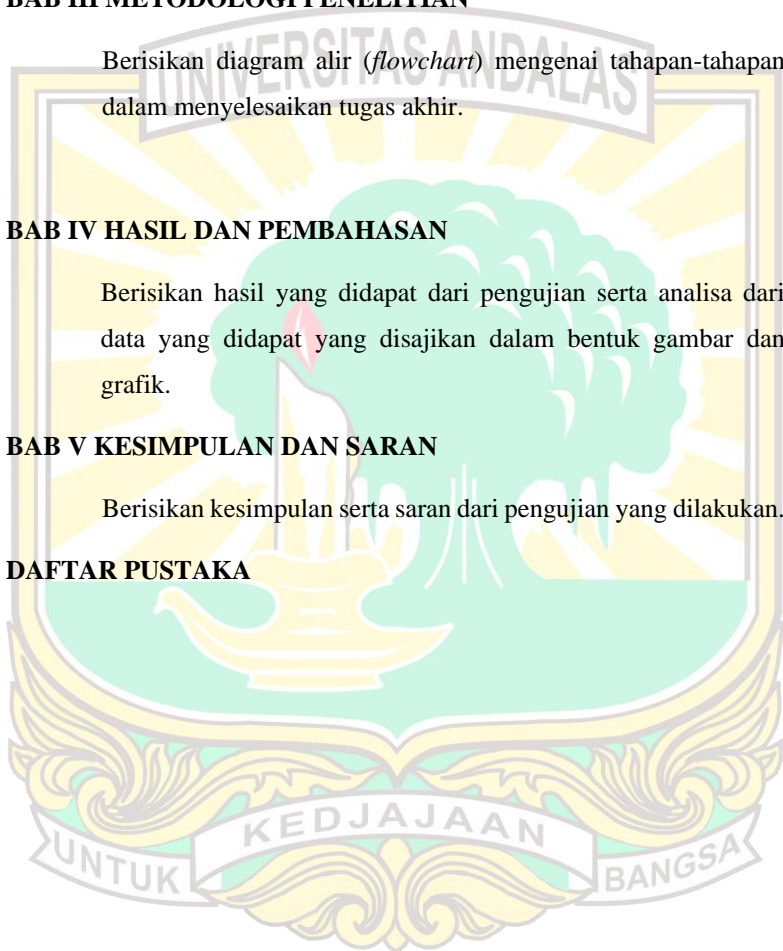 BAB III METODOLOGI PENELITIAN
UNIVERSITAS ANDALAS
Berisikan diagram alir (flowchart) mengenai tahapan-tahapan
dalam menyelesaikan tugas akhir.
BAB IV HASIL DAN PEMBAHASAN
Berisikan hasil yang didapat dari pengujian serta analisa dari
data yang didapat yang disajikan dalam bentuk gambar dan
grafik.
BAB V KESIMPULAN DAN SARAN
Berisikan kesimpulan serta saran dari pengujian yang dilakukan.
DAFTAR PUSTAKA
UNTUK KEDJAJAAN BANGSA